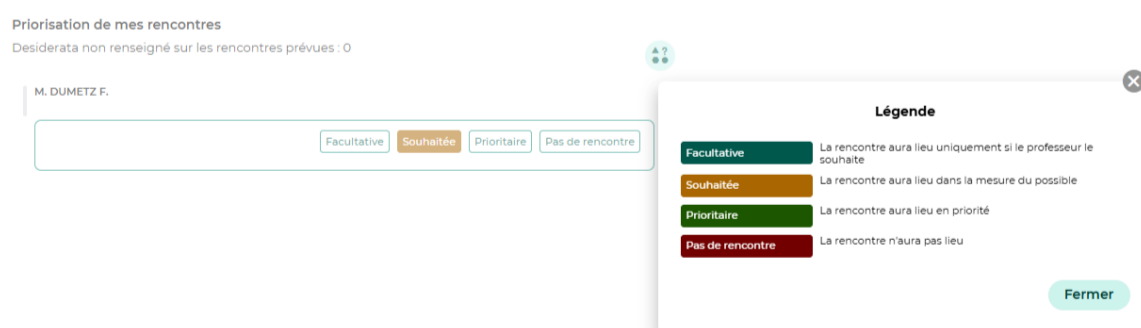 Priorisation de mes rencontres
Desiderata non renseigné sur les rencontres prévues : 0
M. DUMETZ F.
Facultative Souhaitée Prioritaire Pas de rencontre
Légende
Facultative La rencontre aura lieu uniquement si le professeur le
souhaite
Souhaitée La rencontre aura lieu dans la mesure du possible
Prioritaire La rencontre aura lieu en priorité
Pas de rencontre La rencontre n'aura pas lieu
Fermer